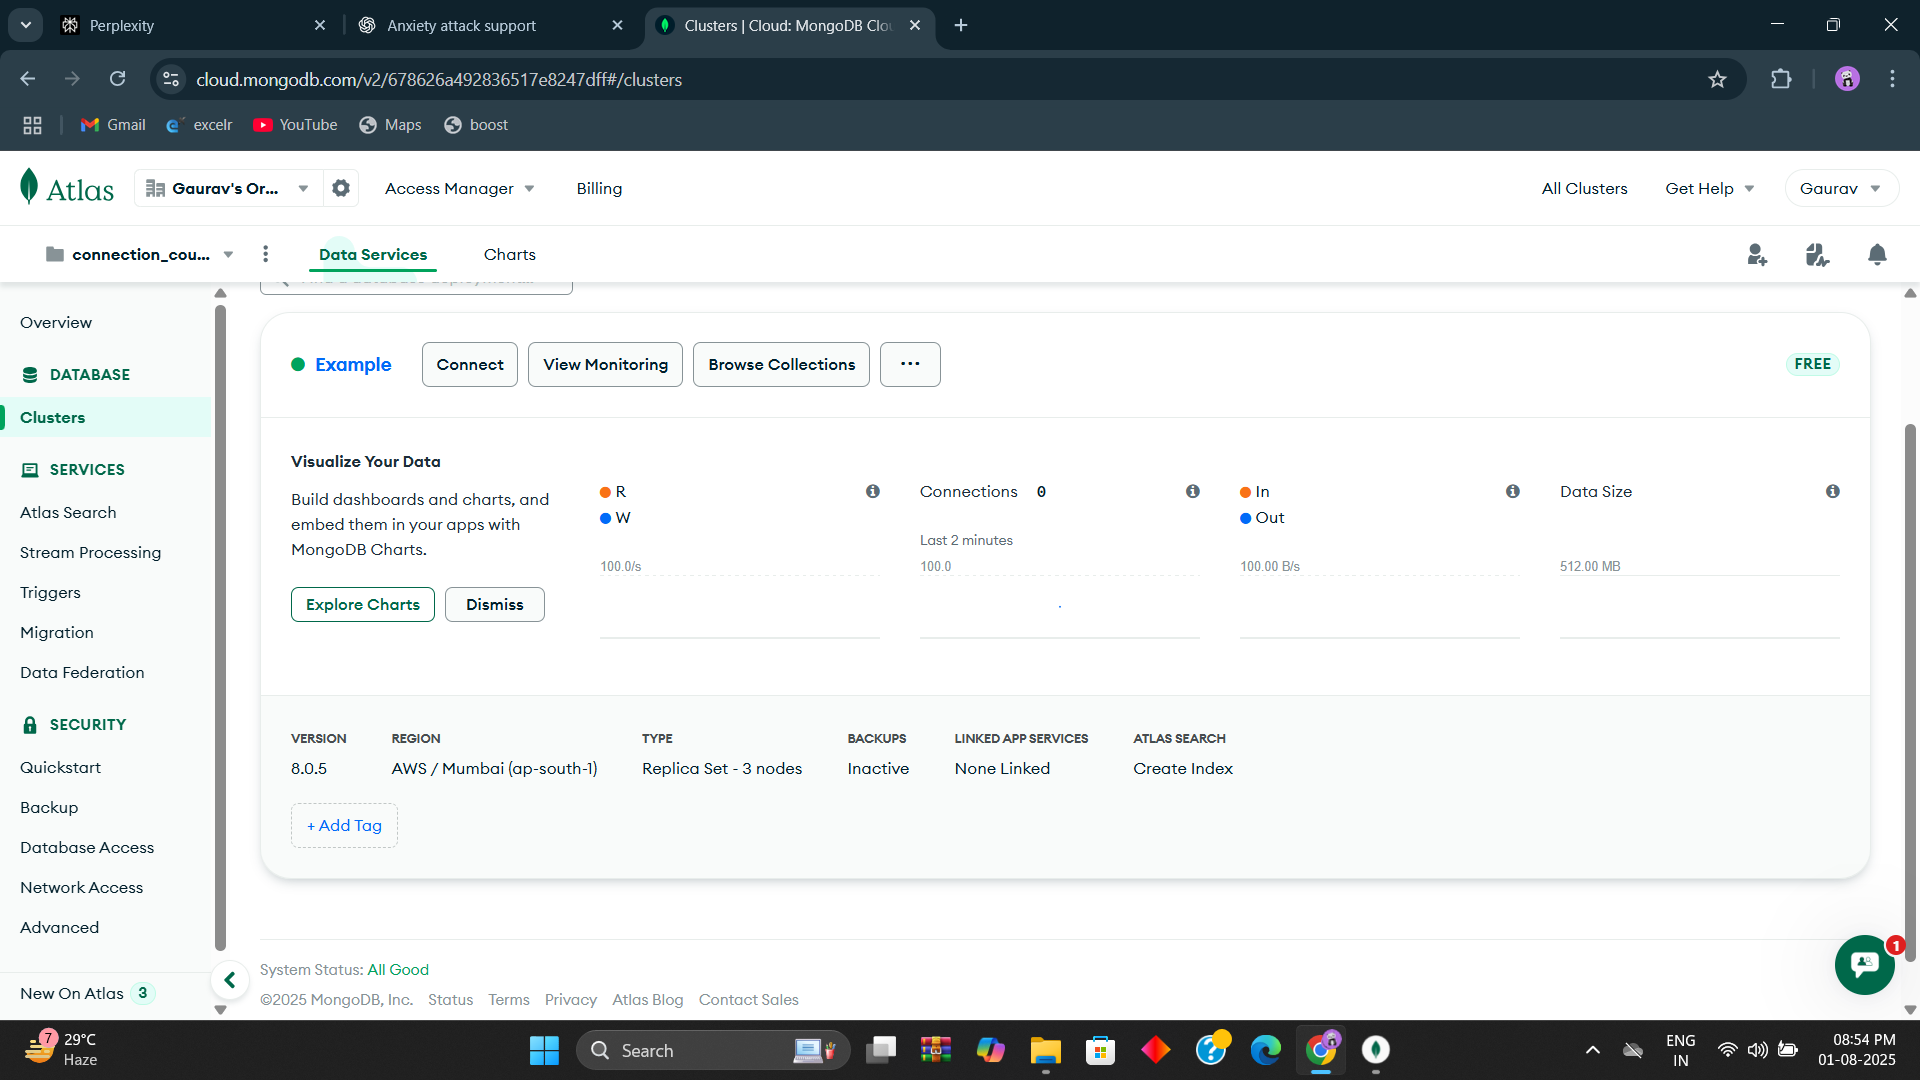 Perplexity
Anxiety attack support
Clusters | Cloud: MongoDB Clo
cloud.mongodb.com/v2/678626a492836517e8247dff#/clusters
Gmail
excelr
YouTube
Maps
boost
Atlas
Gaurav's Or...
Access Manager
Billing
All Clusters
Get Help
Gaurav
connection_cou...
Data Services
Charts
Overview
DATABASE
Clusters
SERVICES
Atlas Search
Stream Processing
Triggers
Migration
Data Federation
SECURITY
Quickstart
Backup
Database Access
Network Access
Advanced
New On Atlas 3
Example
Connect
View Monitoring
Browse Collections
...
FREE
Visualize Your Data
Build dashboards and charts, and
embed them in your apps with
MongoDB Charts.
Explore Charts
Dismiss
R
W
100.0/s
Connections 0
Last 2 minutes
100.0
In
Out
100.00 B/s
Data Size
512.00 MB
VERSION
8.0.5
REGION
AWS / Mumbai (ap-south-1)
TYPE
Replica Set - 3 nodes
BACKUPS
Inactive
LINKED APP SERVICES
None Linked
ATLAS SEARCH
Create Index
+ Add Tag
System Status: All Good
©2025 MongoDB, Inc. Status Terms Privacy Atlas Blog Contact Sales
1
7
29°C
Haze
Search
ENG
IN
08:54 PM
01-08-2025